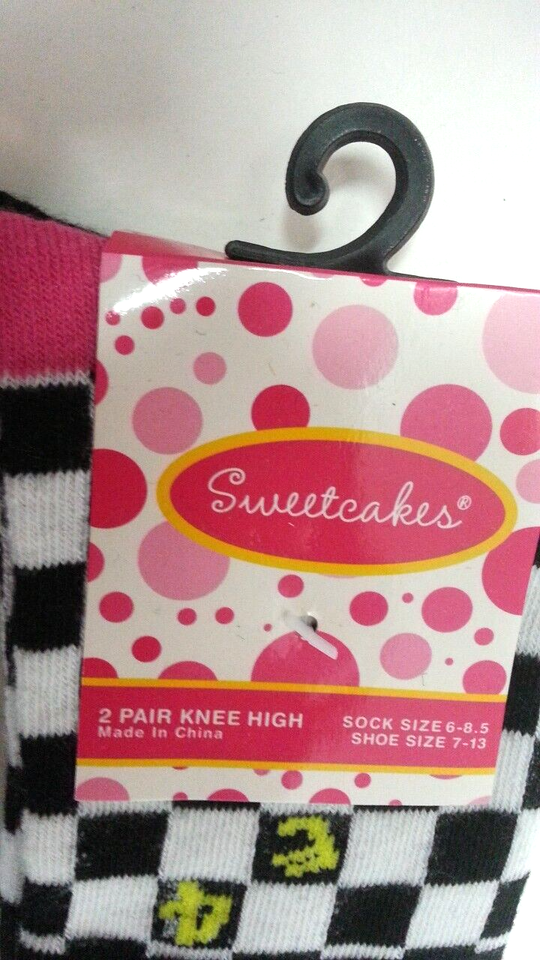 Sweetcakes®
2 PAIR KNEE HIGH
Made In China
SOCK SIZE 6-8.5
SHOE SIZE 7-13